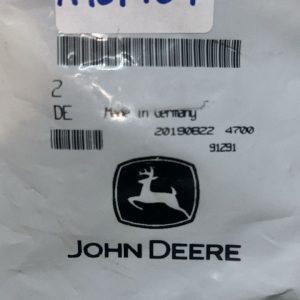 2
DE Made in Germany
20190822 4700
91291
JOHN DEERE